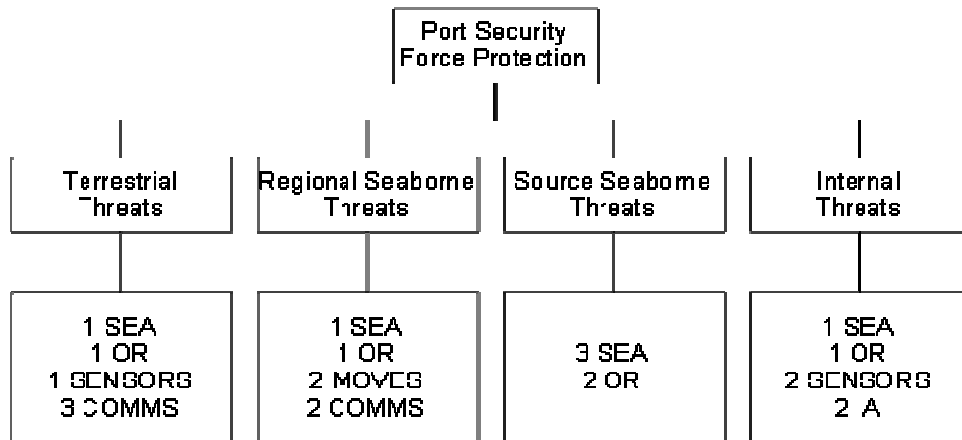 Port Security
Force Protection
Terrestrial
Threats
Regional Seaborne
Threats
Source Seaborne
Threats
Internal
Threats
1 SEA
1 OR
1 SENSORS
3 COMMS
1 SEA
1 OR
2 MOVES
2 COMMS
3 SEA
2 OR
1 SEA
1 OR
2 SENSORS
2